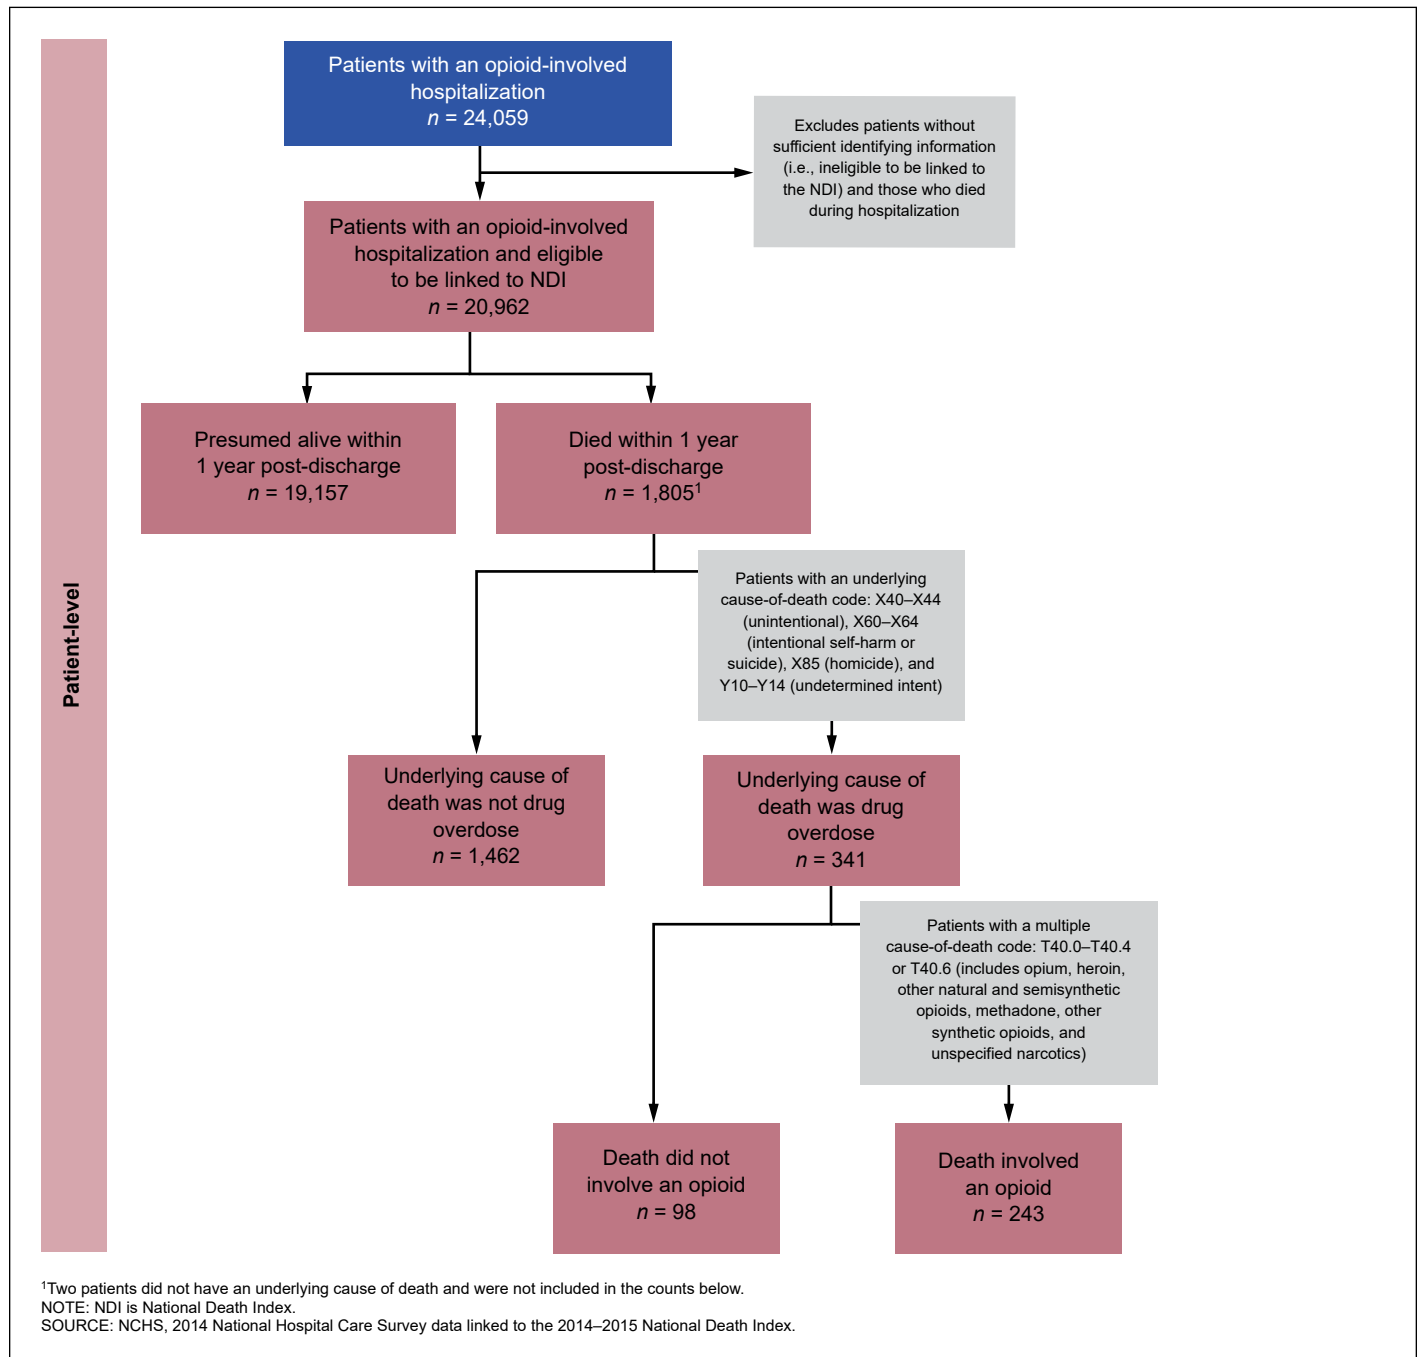 Patient-level
Patients with an opioid-involved
hospitalization
n = 24,059
Excludes patients without
sufficient identifying information
(i.e., ineligible to be linked to
the NDI) and those who died
during hospitalization
Patients with an opioid-involved
hospitalization and eligible
to be linked to NDI
n = 20,962
Presumed alive within
1 year post-discharge
n = 19,157
Died within 1 year
post-discharge
n = 1,805¹
Patients with an underlying
cause-of-death code: X40–X44
(unintentional), X60–X64
(intentional self-harm or
suicide), X85 (homicide), and
Y10–Y14 (undetermined intent)
Underlying cause of
death was not drug
overdose
n = 1,462
Underlying cause of
death was drug
overdose
n = 341
Patients with a multiple
cause-of-death code: T40.0–T40.4
or T40.6 (includes opium, heroin,
other natural and semisynthetic
opioids, methadone, other
synthetic opioids, and
unspecified narcotics)
Death did not
involve an opioid
n = 98
Death involved
an opioid
n = 243
¹Two patients did not have an underlying cause of death and were not included in the counts below.
NOTE: NDI is National Death Index.
SOURCE: NCHS, 2014 National Hospital Care Survey data linked to the 2014–2015 National Death Index.